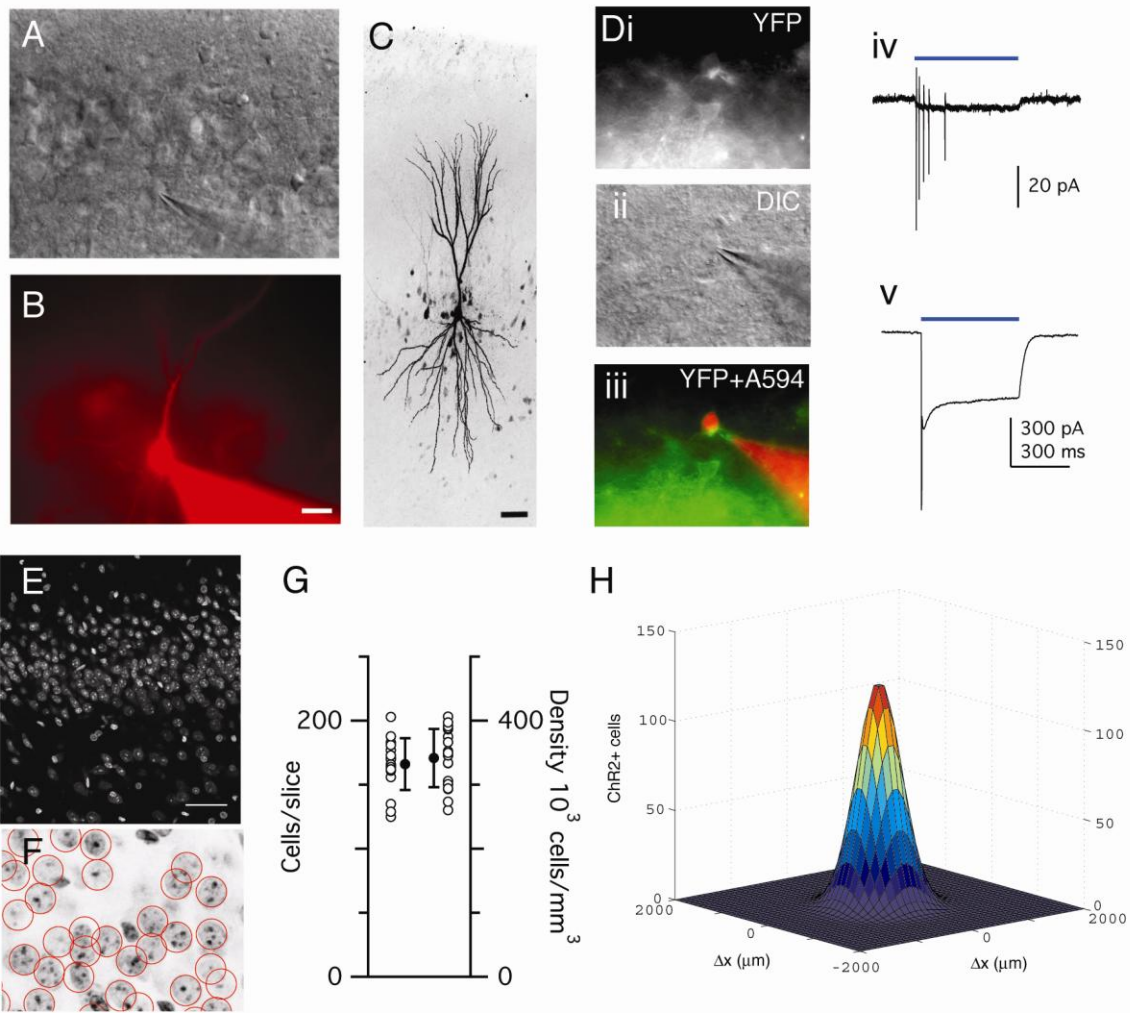 A
B
C
Di
YFP
ii
DIC
iii
YFP+A594
iv
20 pA
v
300 pA
300 ms
E
F
G
200
0
Cells/slice
400
0
Density 10³ cells/mm³
H
150
100
50
0
ChR2+ cells
150
100
50
0
2000
0
-2000
Δx (μm)
0
2000
Δx (μm)